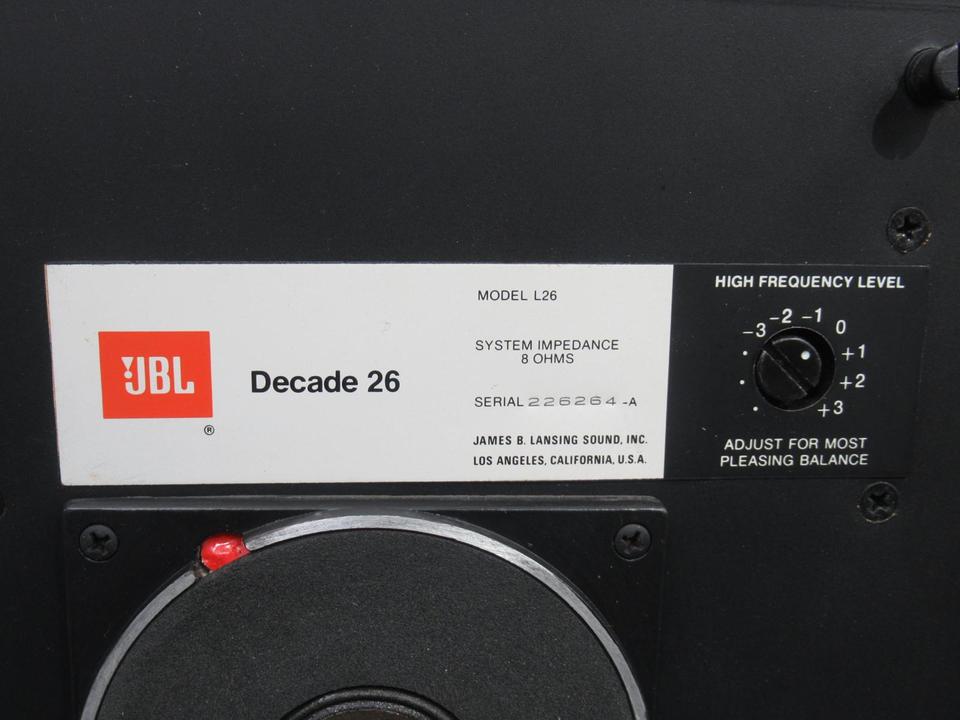 JBL
®
Decade 26
MODEL L26
SYSTEM IMPEDANCE
8 OHMS
SERIAL 226264-A
JAMES B. LANSING SOUND, INC.
LOS ANGELES, CALIFORNIA, U.S.A.
HIGH FREQUENCY LEVEL
-3 -2 -1 0
+1
+2
+3
ADJUST FOR MOST
PLEASING BALANCE